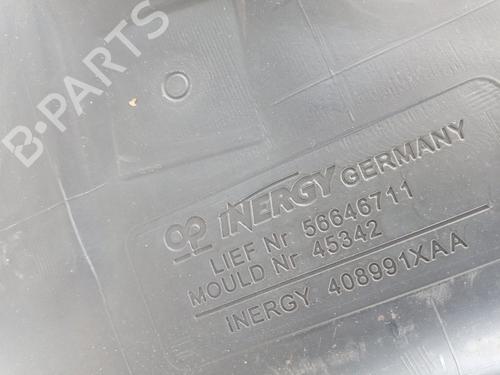 B-PARTS
INERGY GERMANY
LIEF Nr 56646711
MOULD Nr 45342
INERGY 408991XAA